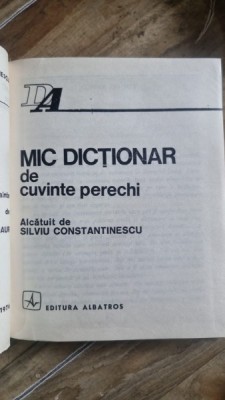 DA
MIC DICȚIONAR
de
cuvinte perechi
Alcătuit de
SILVIU CONSTANTINESCU
EDITURA ALBATROS